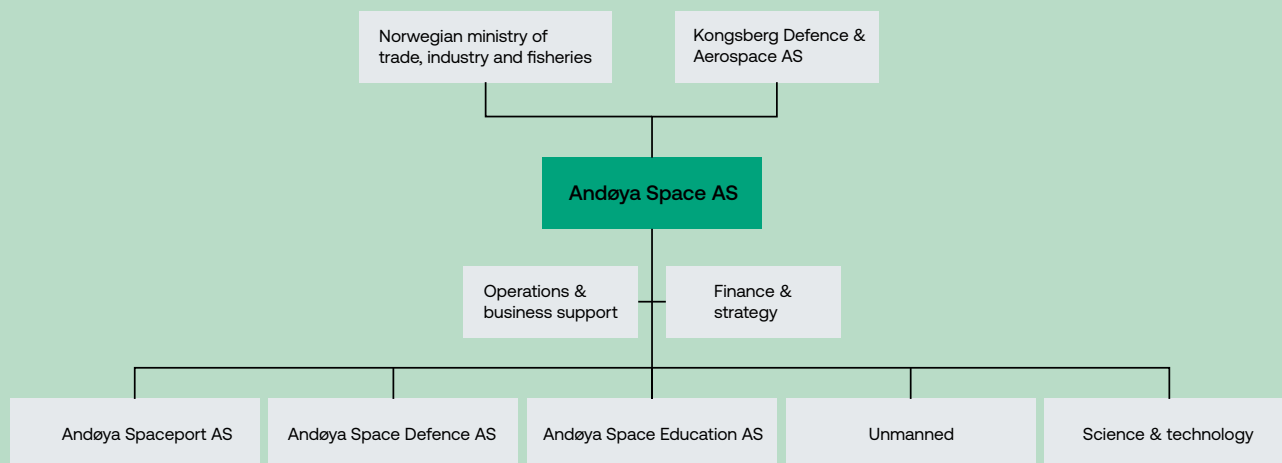 Norwegian ministry of
trade, industry and fisheries
Kongsberg Defence &
Aerospace AS
Andøya Space AS
Operations &
business support
Finance &
strategy
Andøya Spaceport AS
Andøya Space Defence AS
Andøya Space Education AS
Unmanned
Science & technology